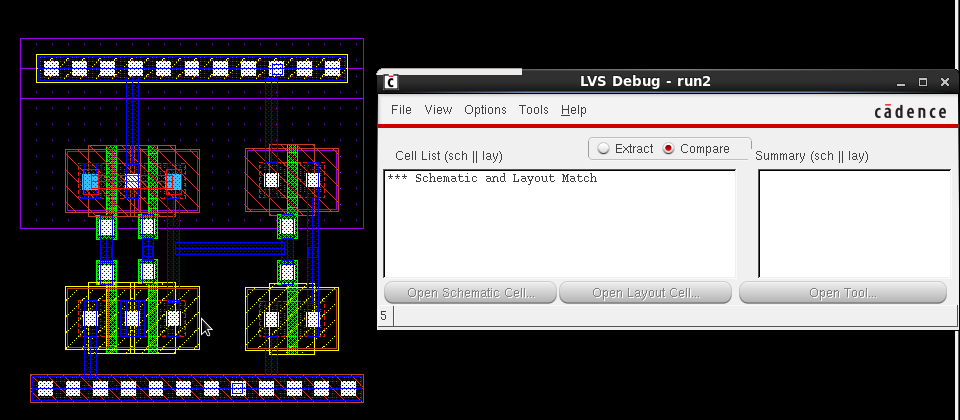 LVS Debug - run2
File View Options Tools Help
cādence
Cell List (sch || lay)
Extract Compare
Summary (sch || lay)
*** Schematic and Layout Match
Open Schematic Cell... Open Layout Cell... Open Tool...
5